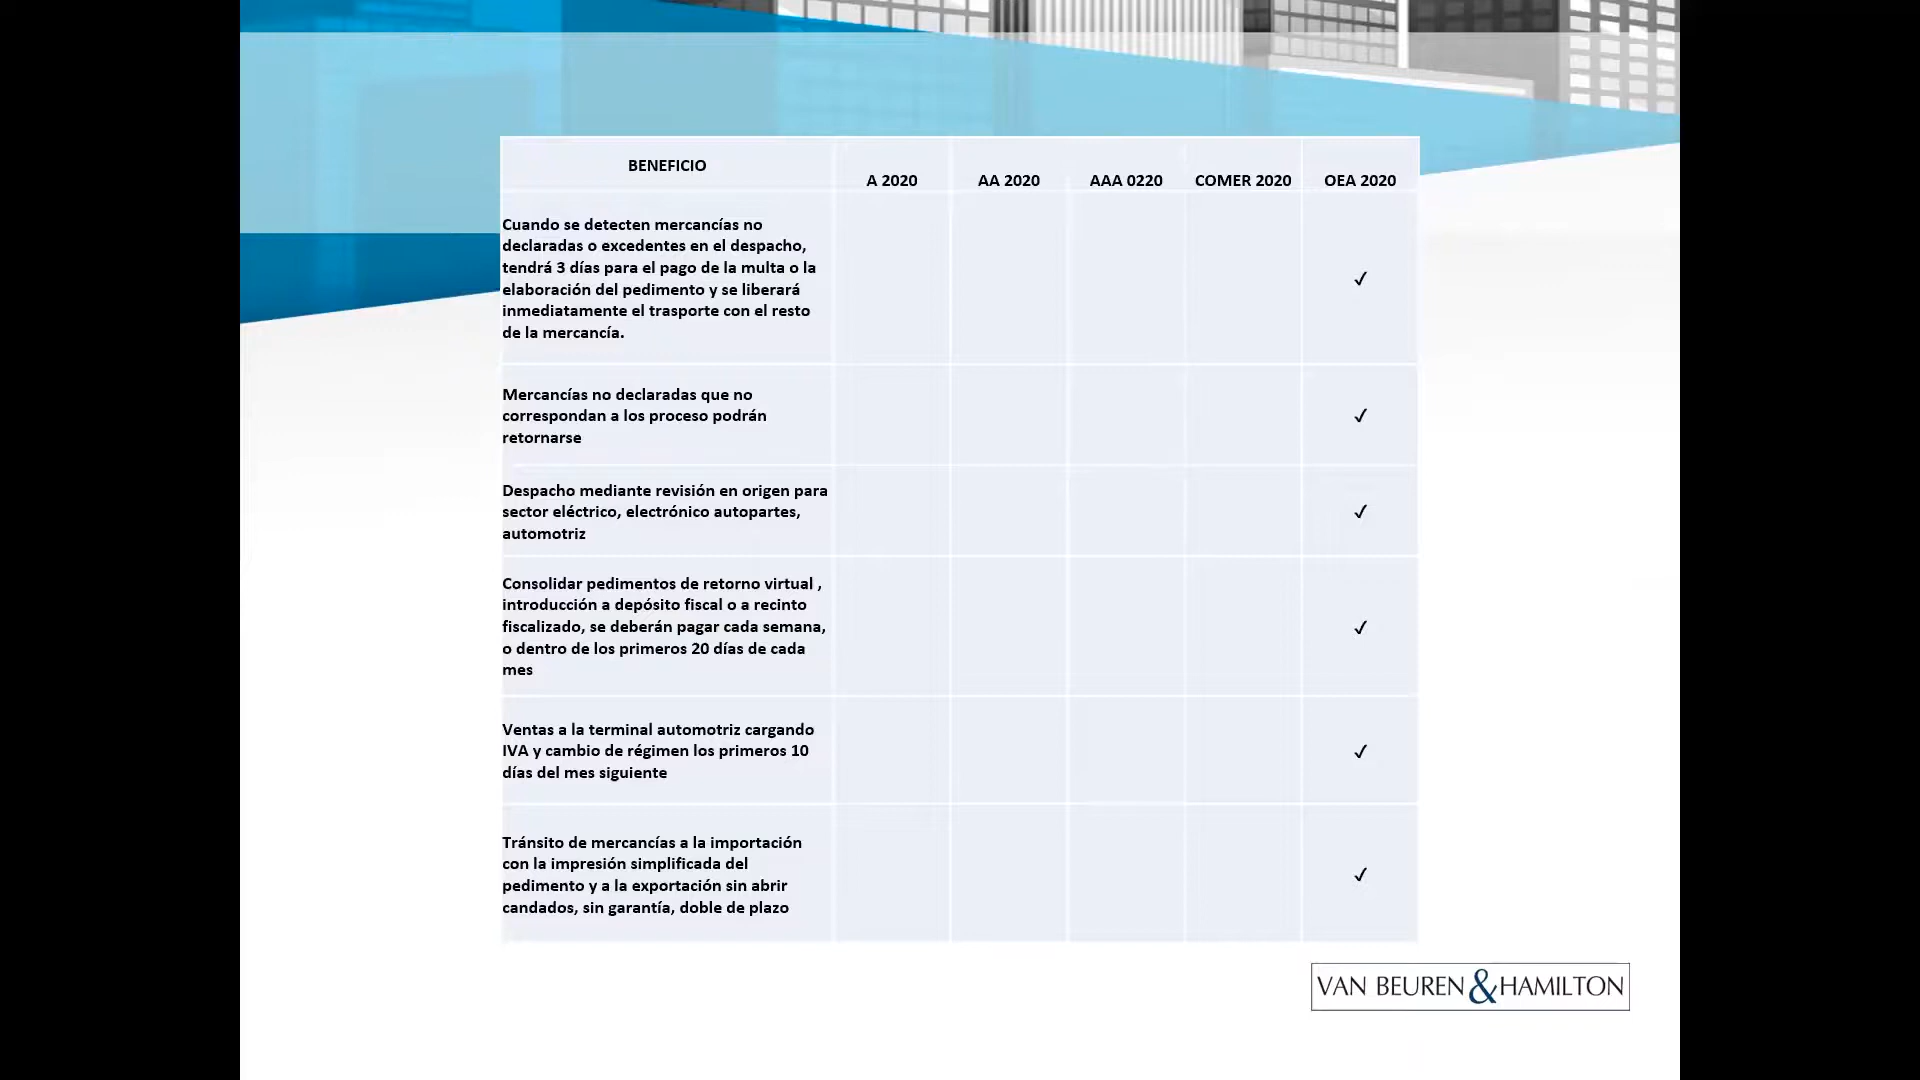 BENEFICIO
A 2020 AA 2020 AAA 0220 COMER 2020 OEA 2020
Cuando se detecten mercancías no
declaradas o excedentes en el despacho,
tendrá 3 días para el pago de la multa o la
elaboración del pedimento y se liberará
inmediatamente el trasporte con el resto
de la mercancía.
✓
Mercancías no declaradas que no
correspondan a los proceso podrán
retornarse
✓
Despacho mediante revisión en origen para
sector eléctrico, electrónico autopartes,
automotriz
✓
Consolidar pedimentos de retorno virtual ,
introducción a depósito fiscal o a recinto
fiscalizado, se deberán pagar cada semana,
o dentro de los primeros 20 días de cada
mes
✓
Ventas a la terminal automotriz cargando
IVA y cambio de régimen los primeros 10
días del mes siguiente
✓
Tránsito de mercancías a la importación
con la impresión simplificada del
pedimento y a la exportación sin abrir
candados, sin garantía, doble de plazo
✓
VAN BEUREN & HAMILTON